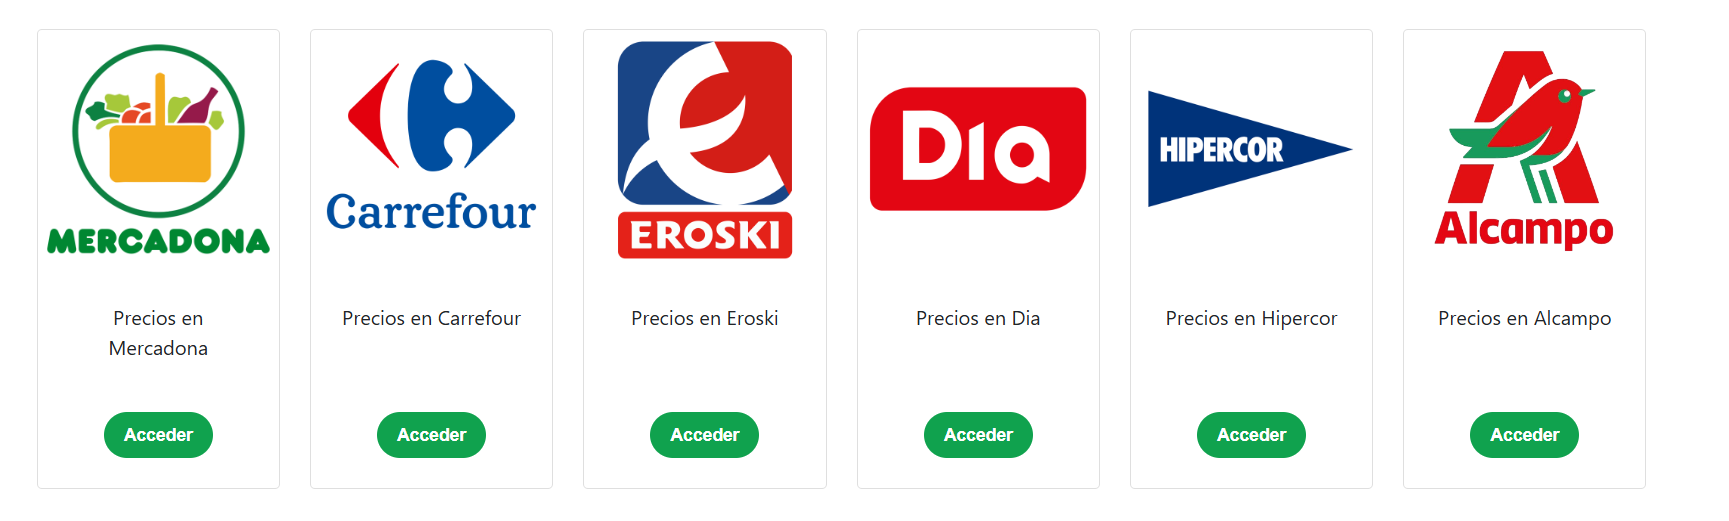 MERCADONA
Precios en
Mercadona
Acceder
Carrefour
Precios en Carrefour
Acceder
EROSKI
Precios en Eroski
Acceder
Dia
Precios en Dia
Acceder
HIPERCOR
Precios en Hipercor
Acceder
Alcampo
Precios en Alcampo
Acceder